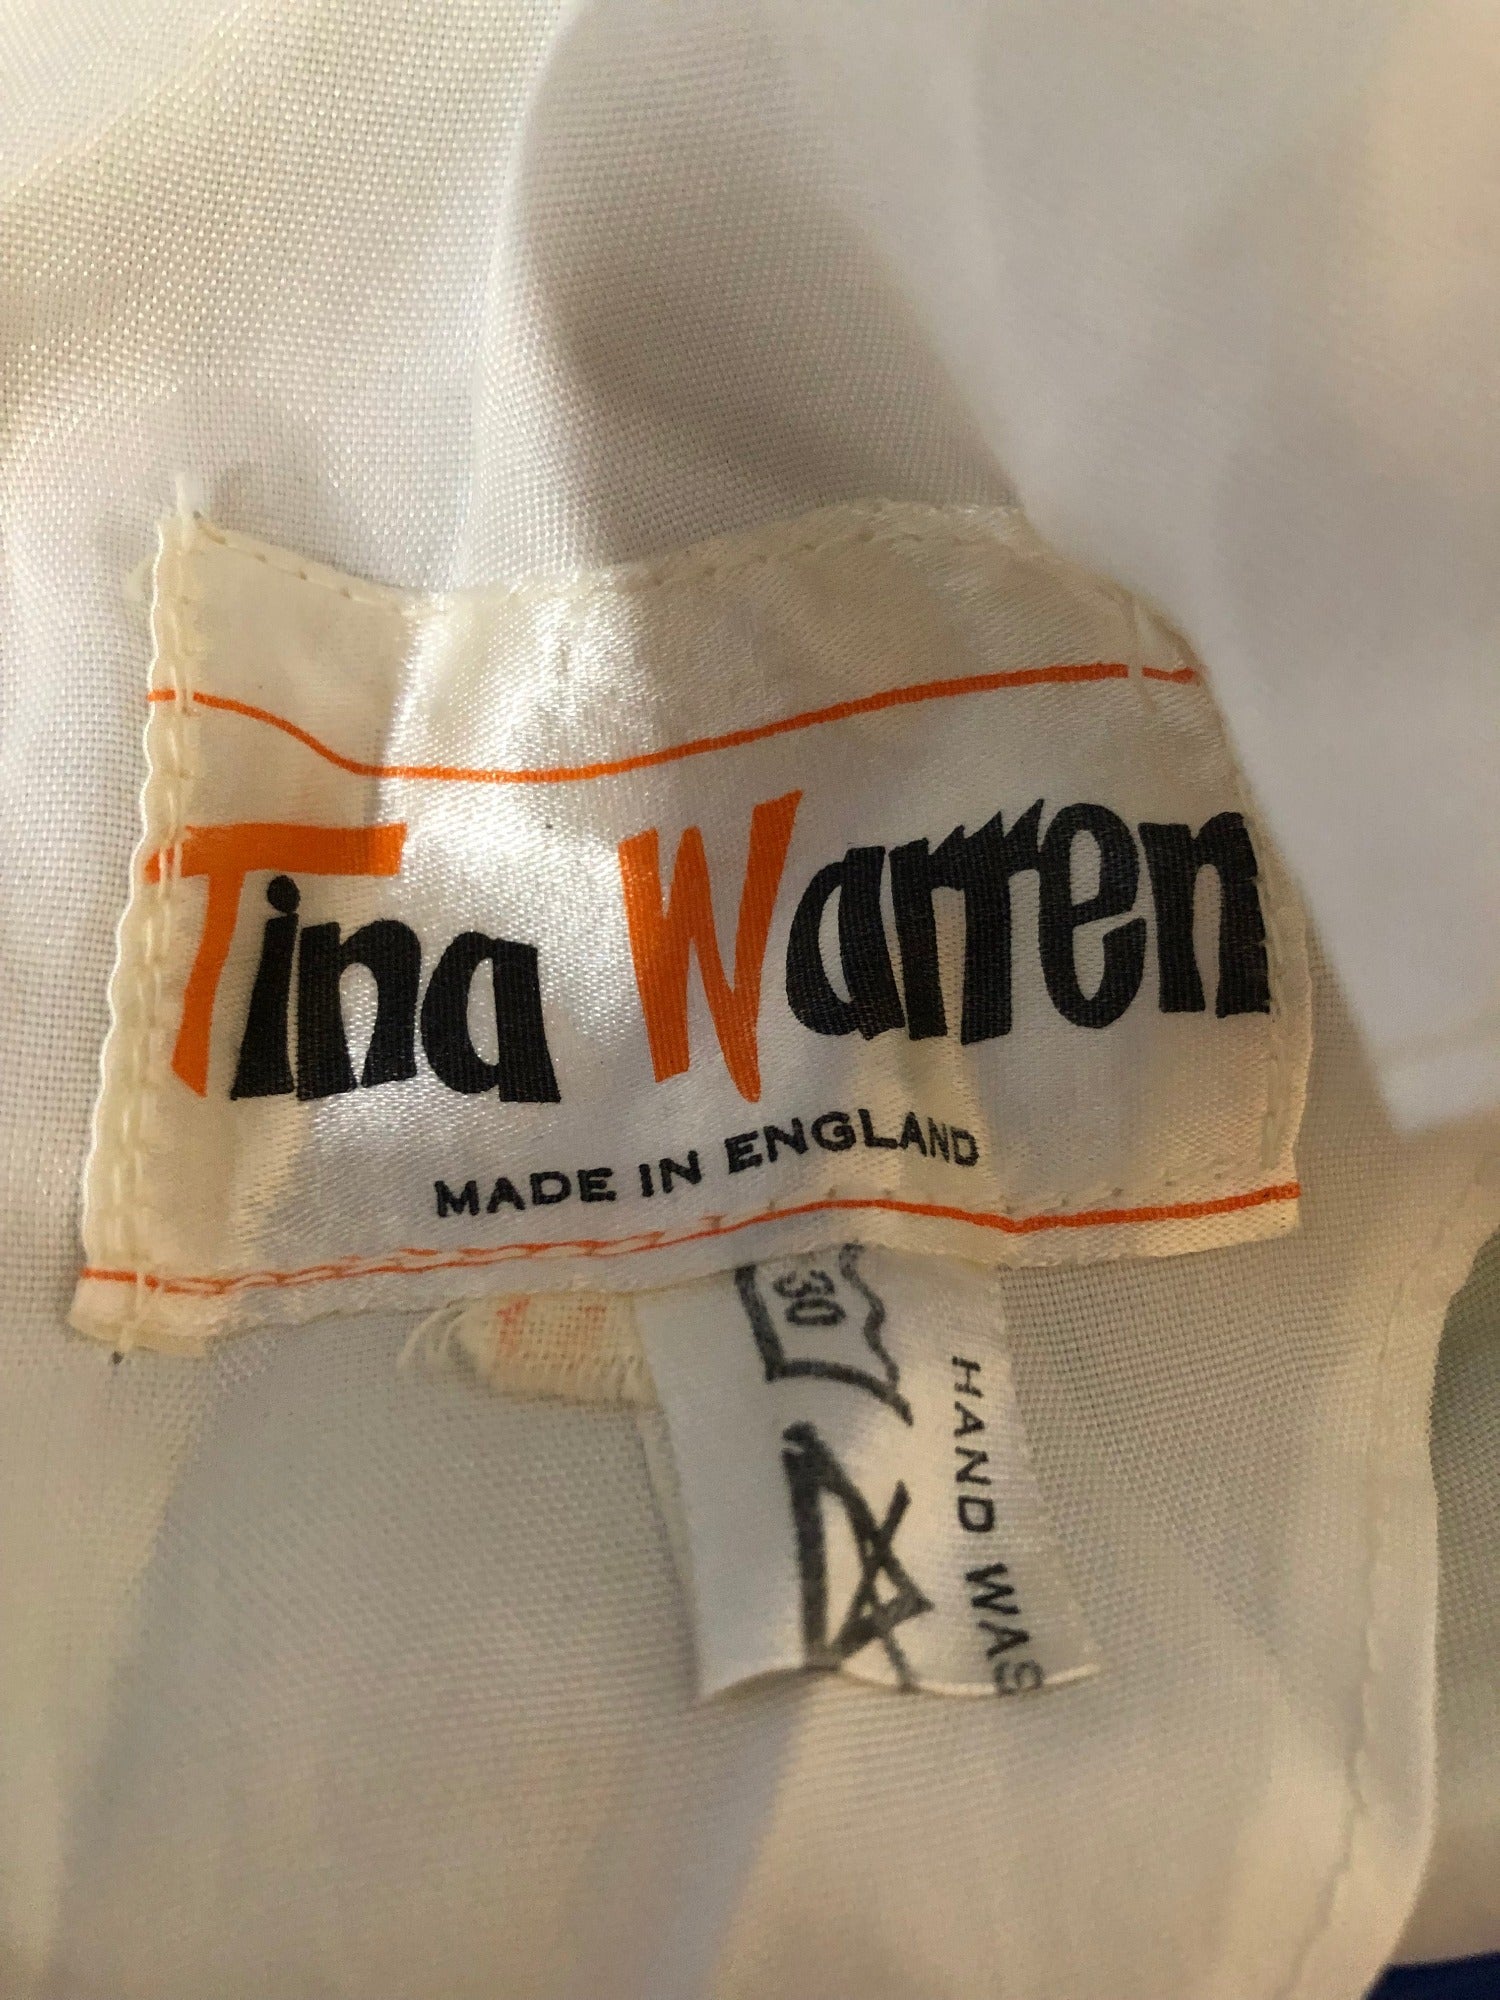 Tina Warren
MADE IN ENGLAND
30
HAND WAS